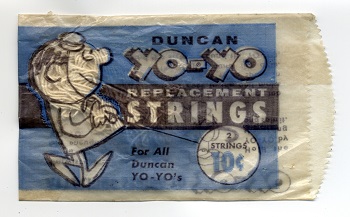 DUNCAN
YO-YO
REPLACEMENT
STRINGS
For All
Duncan
YO-YO's
2
STRINGS
10¢